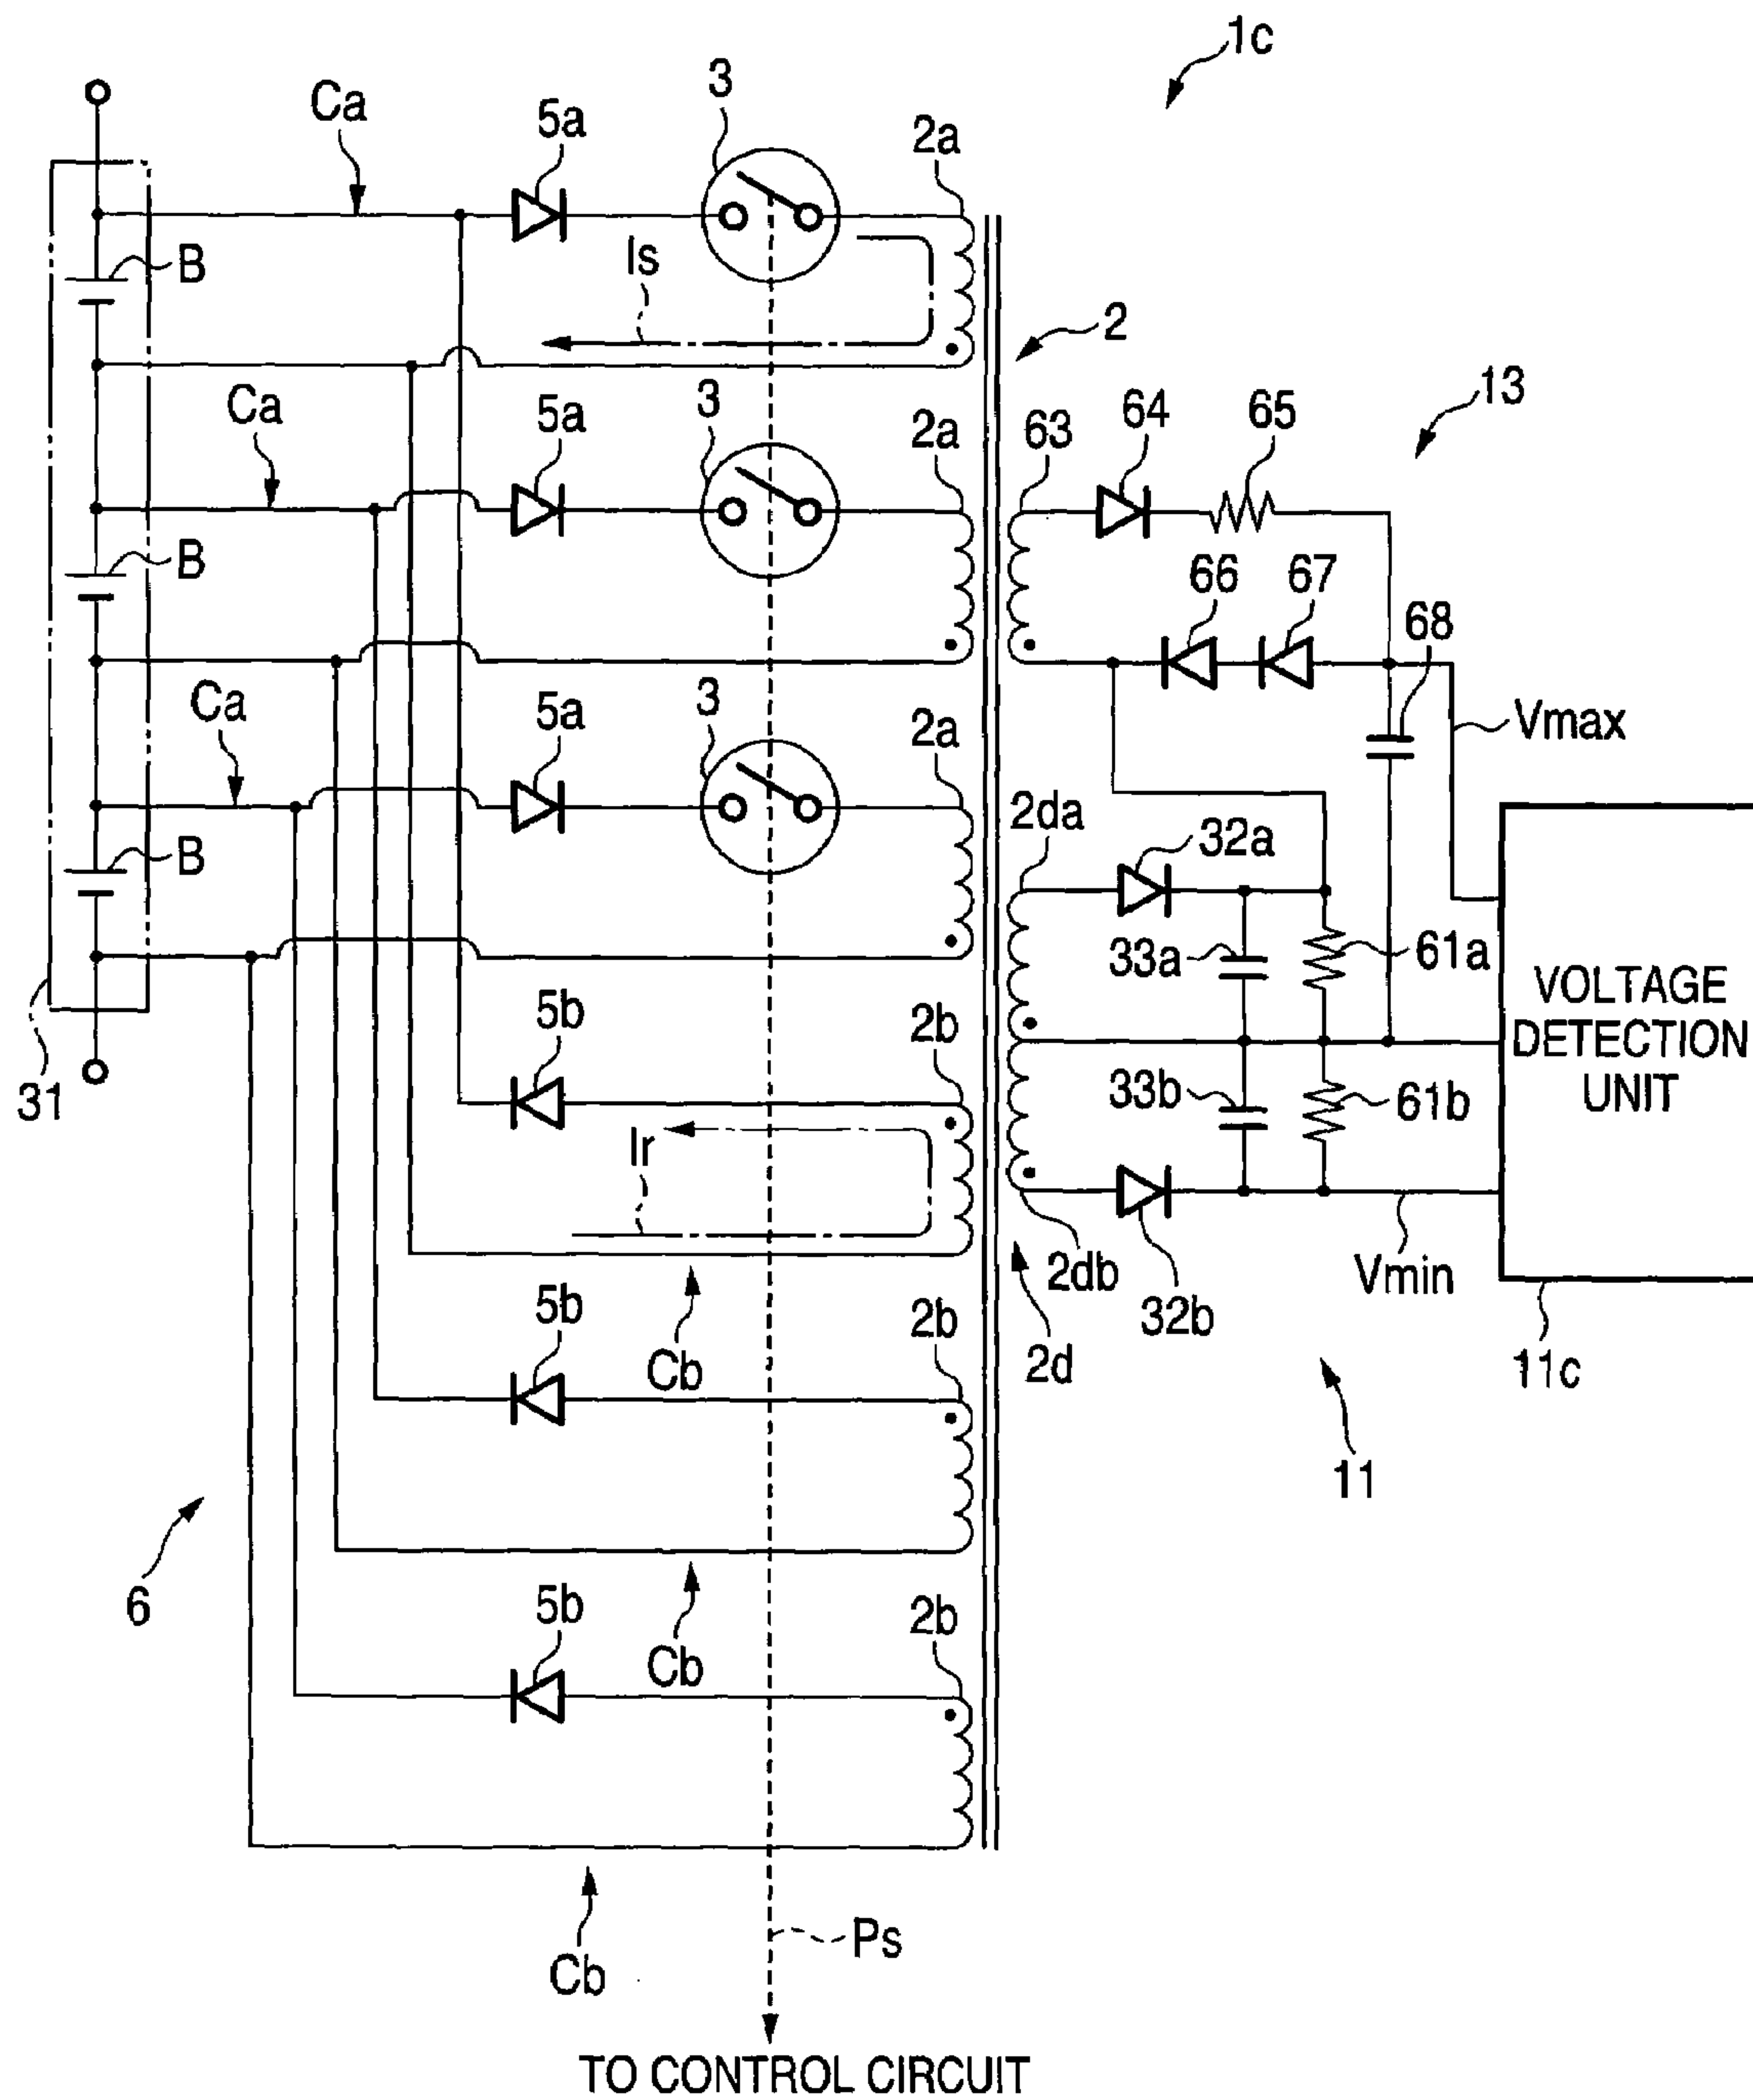 1c
Ca
5a
3
2a
B
Is
2
13
Ca
5a
3
2a
63
64
65
B
66
67
68
Ca
5a
3
2a
Vmax
2da
32a
B
33a
61a
VOLTAGE
DETECTION
UNIT
31
5b
2b
33b
61b
Ir
2db
Vmin
32b
2d
11c
5b
Cb
2b
11
6
5b
Cb
2b
Ps
Cb
TO CONTROL CIRCUIT